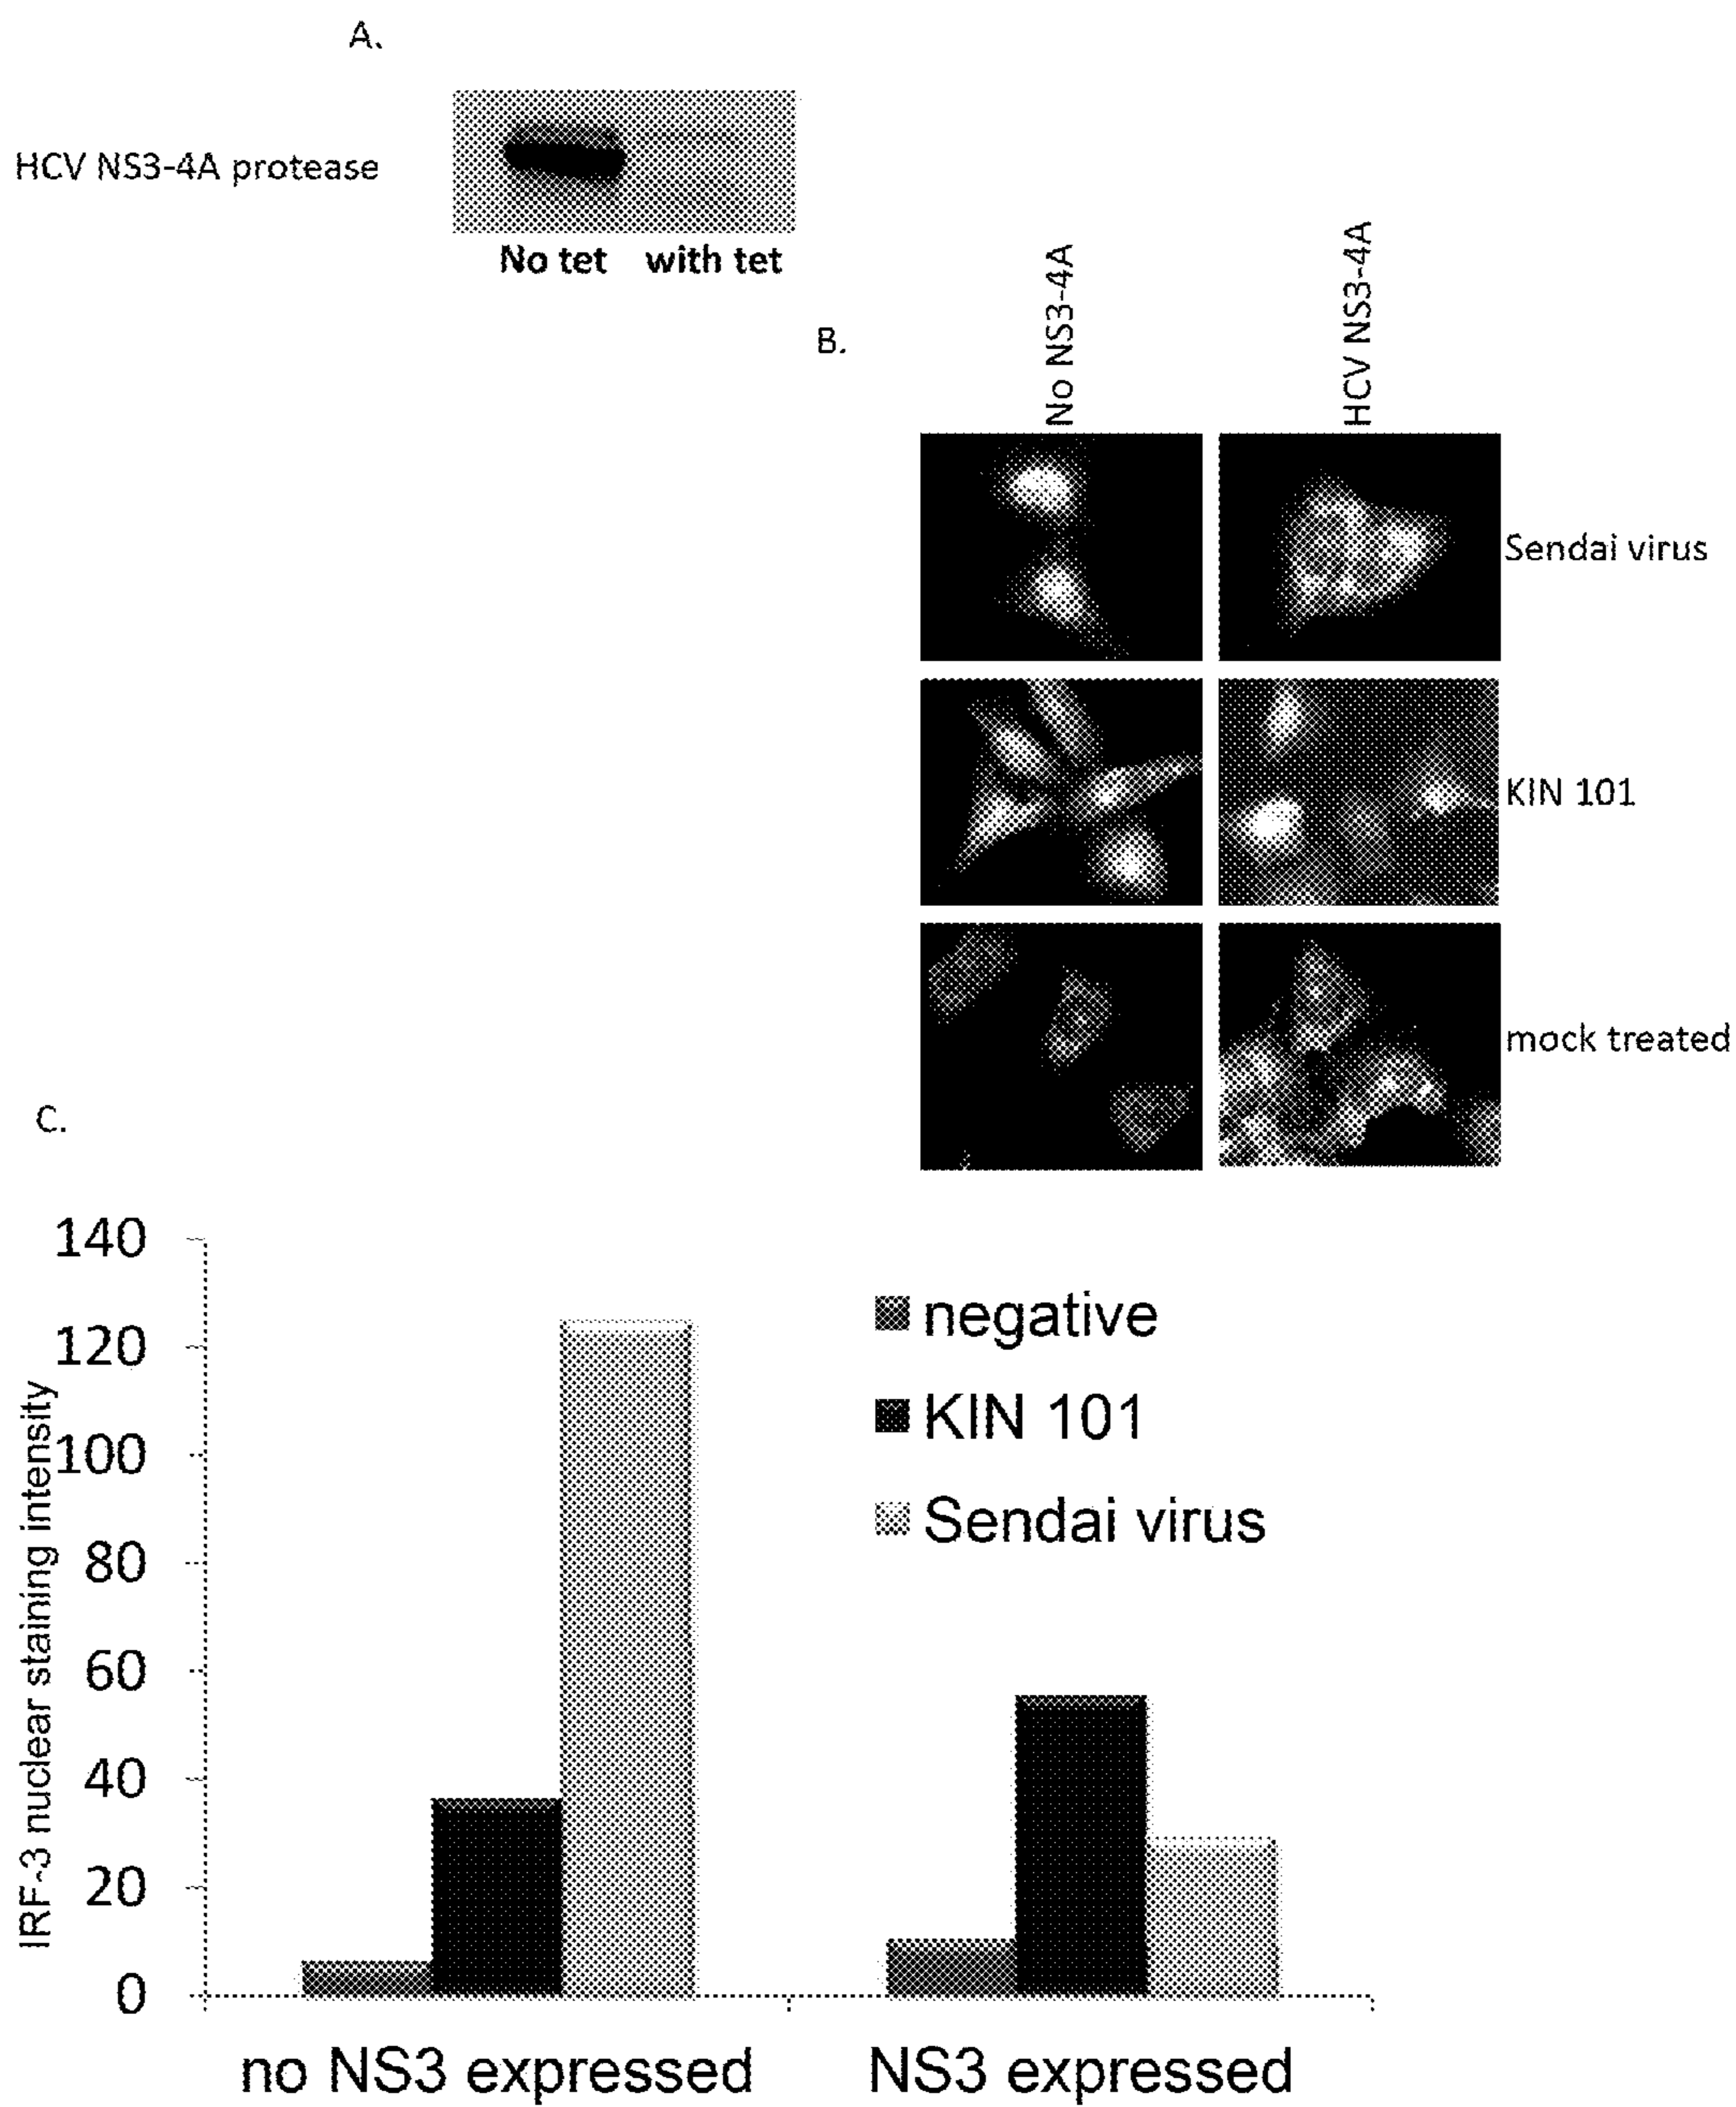 A.
HCV NS3-4A protease
No tet with tet
B.
No NS3-4A
HCV NS3-4A
Sendai virus
KIN 101
mock treated
C.
IRF-3 nuclear staining intensity
140
120
100
80
60
40
20
0
negative
KIN 101
Sendai virus
no NS3 expressed
NS3 expressed